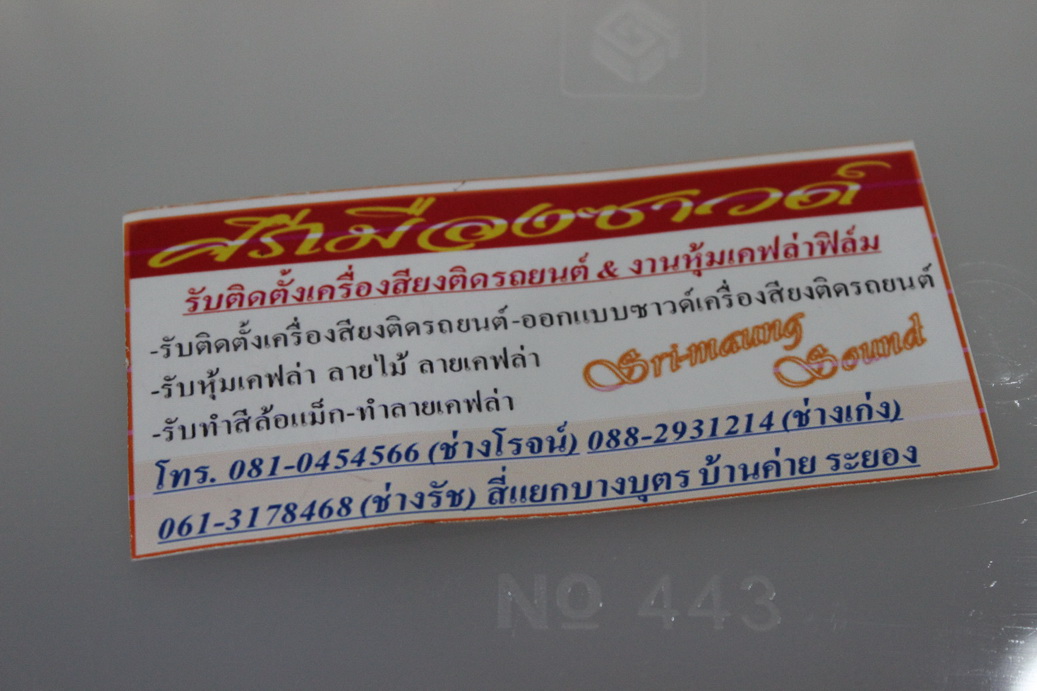 ศรีเมืองซาวด์
รับติดตั้งเครื่องสียงติดรถยนต์ & งานหุ้มเคฟล่าฟิล์ม
-รับติดตั้งเครื่องสียงติดรถยนต์-ออกแบบซาวด์เครื่องสียงติดรถยนต์
-รับหุ้มเคฟล่า ลายไม้ ลายเคฟล่า
Sri-maung
Sound
-รับทำสีล้อแม็ก-ทำลายเคฟล่า
โทร. 081-0454566 (ช่างโรจน์) 088-2931214 (ช่างเก่ง)
061-3178468 (ช่างรัช) สี่แยกบางบุตร บ้านค่าย ระยอง
Nº 443